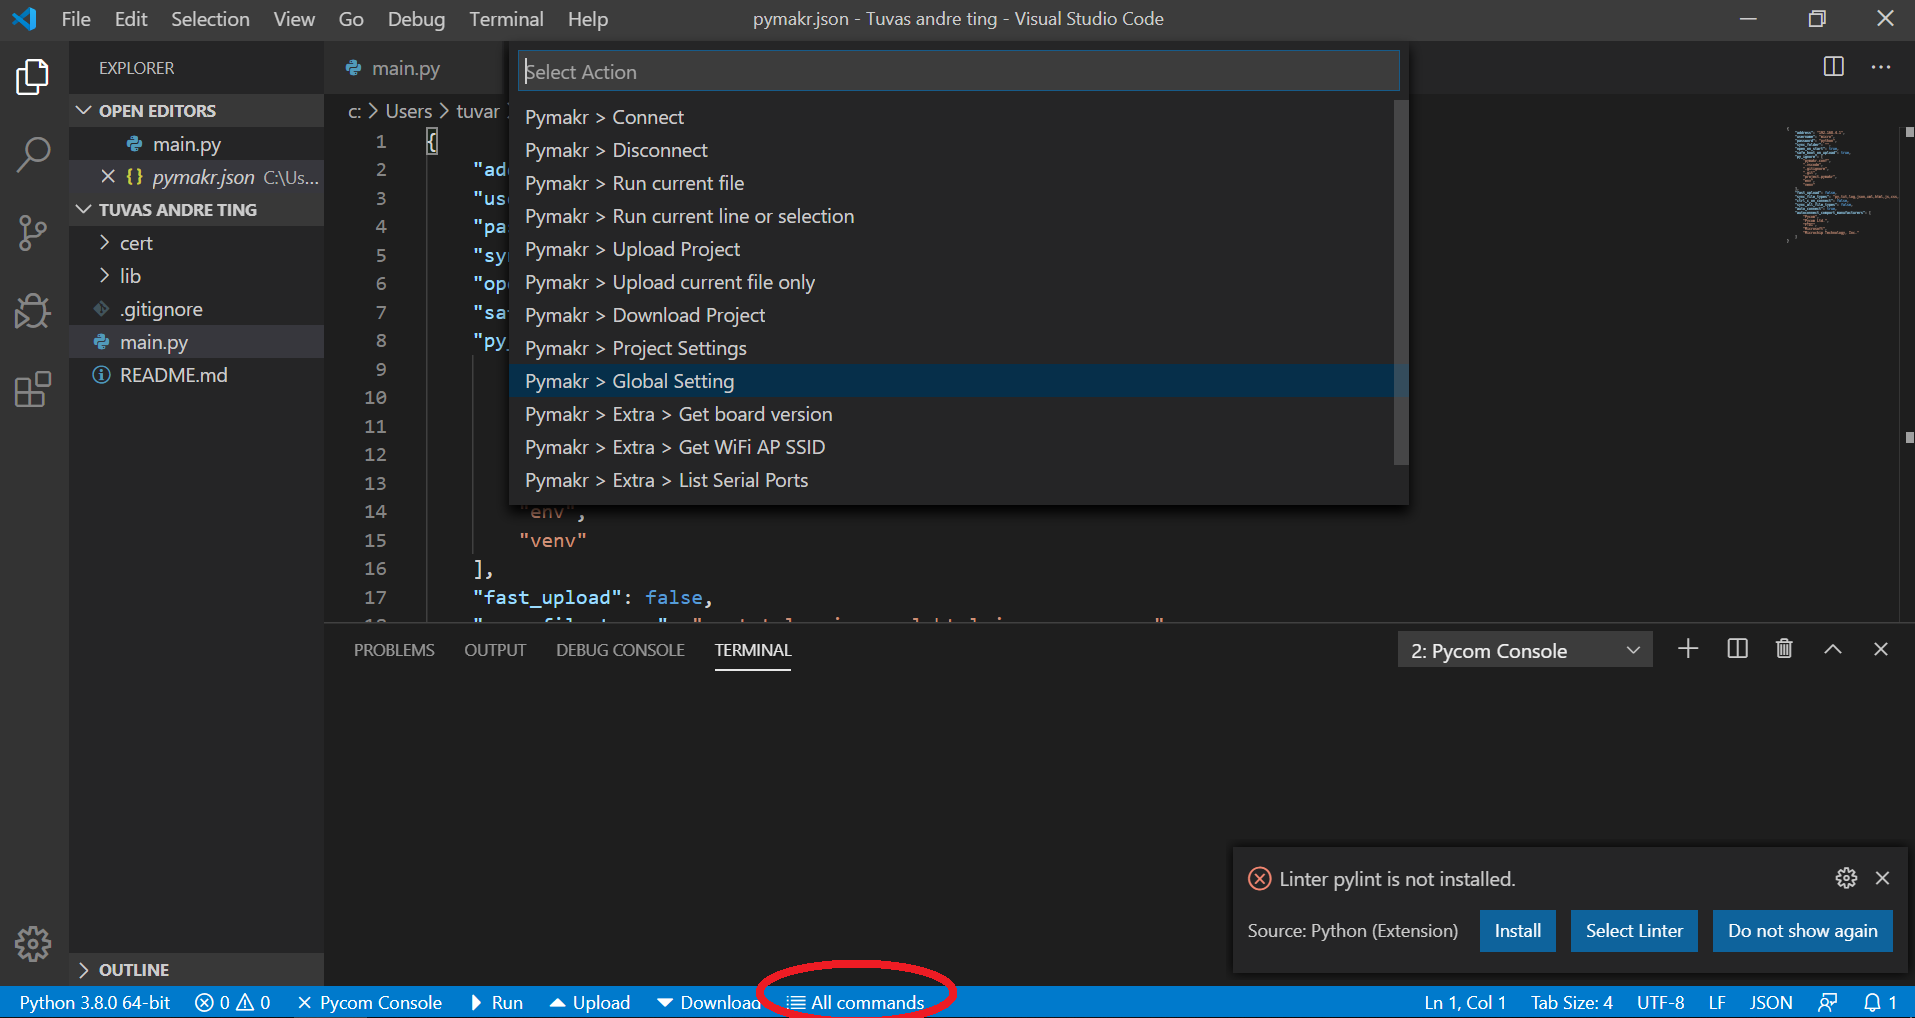 File Edit Selection View Go Debug Terminal Help
pymakr.json - Tuvas andre ting - Visual Studio Code
EXPLORER
OPEN EDITORS
main.py
pymakr.json C:\Us...
TUVAS ANDRE TING
cert
lib
.gitignore
main.py
README.md
OUTLINE
main.py
c: > Users > tuvar
Select Action
Pymakr > Connect
Pymakr > Disconnect
Pymakr > Run current file
Pymakr > Run current line or selection
Pymakr > Upload Project
Pymakr > Upload current file only
Pymakr > Download Project
Pymakr > Project Settings
Pymakr > Global Setting
Pymakr > Extra > Get board version
Pymakr > Extra > Get WiFi AP SSID
Pymakr > Extra > List Serial Ports
1 {
2 "ad
3 "us
4 "pa
5 "sy
6 "op
7 "sa
8 "py_
9
10
11
12
13
14 "env",
15 "venv"
16 ],
17 "fast_upload": false,
PROBLEMS OUTPUT DEBUG CONSOLE TERMINAL
2: Pycom Console
Linter pylint is not installed.
Source: Python (Extension) Install Select Linter Do not show again
Python 3.8.0 64-bit 0 0 Pycom Console Run Upload Download All commands Ln 1, Col 1 Tab Size: 4 UTF-8 LF JSON 1